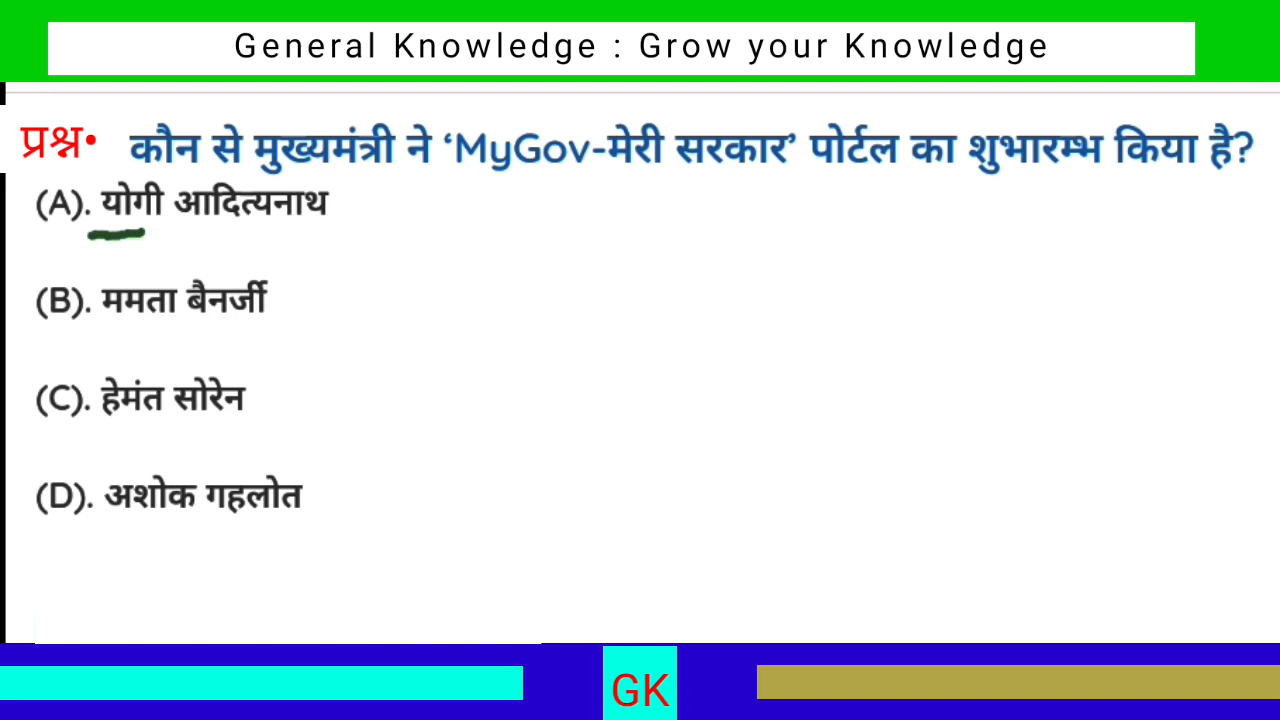 General Knowledge : Grow your Knowledge
प्रश्न• कौन से मुख्यमंत्री ने ‘MyGov-मेरी सरकार’ पोर्टल का शुभारम्भ किया है?
(A). योगी आदित्यनाथ
(B). ममता बैनर्जी
(C). हेमंत सोरेन
(D). अशोक गहलोत
GK